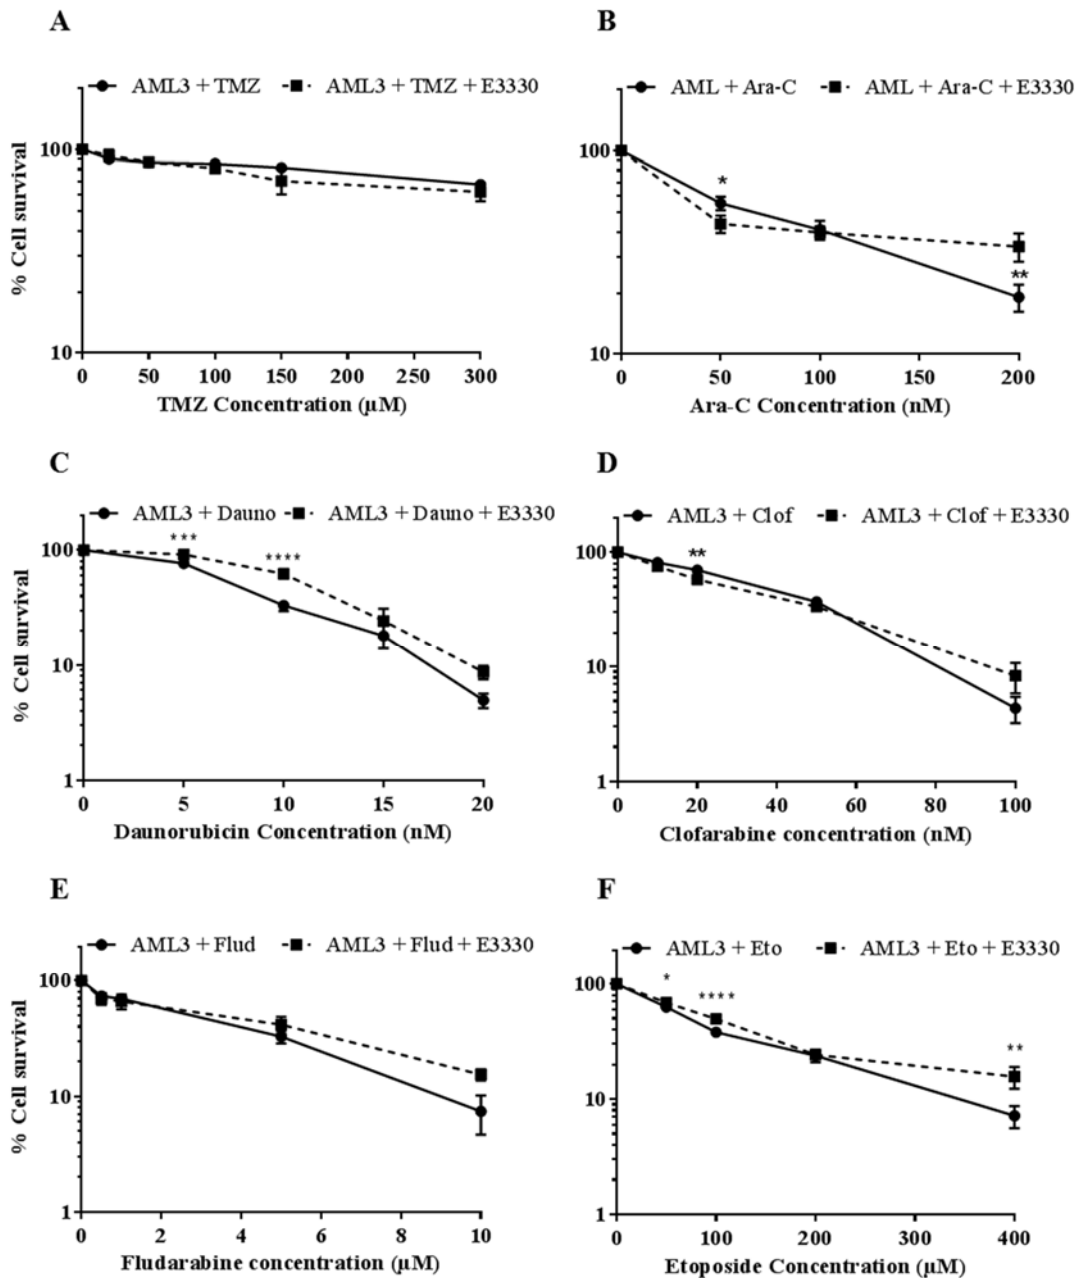 A
AML3 + TMZ AML3 + TMZ + E3330
% Cell survival
100
10
0 50 100 150 200 250 300
TMZ Concentration (µM)
B
AML + Ara-C AML + Ara-C + E3330
100
*
**
10
0 50 100 200
Ara-C Concentration (nM)
C
AML3 + Dauno AML3 + Dauno + E3330
% Cell survival
***
100
****
10
1
0 5 10 15 20
Daunorubicin Concentration (nM)
D
AML3 + Clof AML3 + Clof + E3330
100
**
10
1
0 20 40 60 80 100
Clofarabine concentration (nM)
E
AML3 + Flud AML3 + Flud + E3330
% Cell survival
100
10
1
0 2 4 6 8 10
Fludarabine concentration (µM)
F
AML3 + Eto AML3 + Eto + E3330
*
100
****
**
10
1
0 100 200 300 400
Etoposide Concentration (µM)